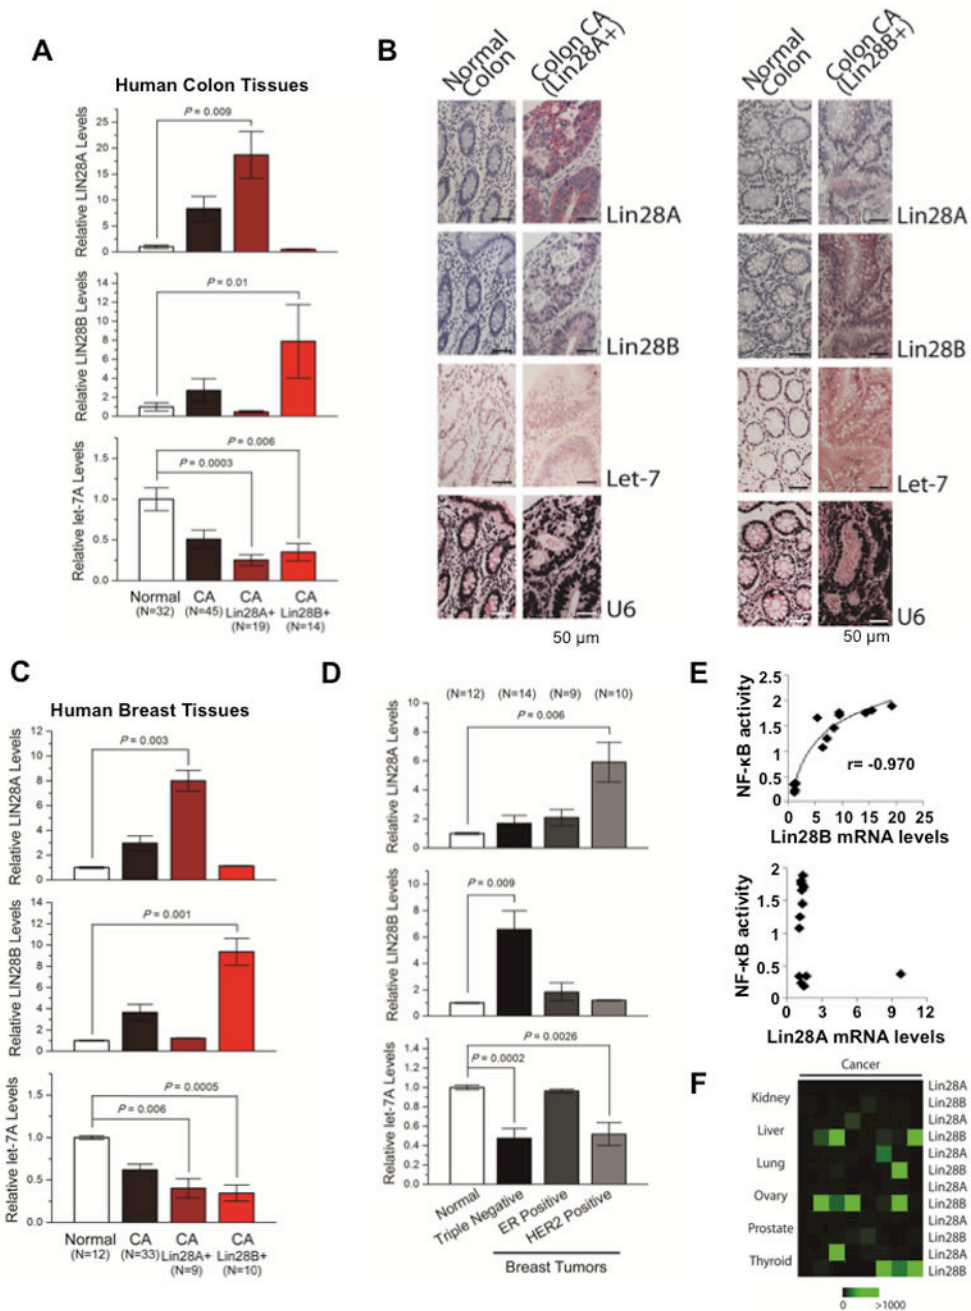 A
Human Colon Tissues
Relative LIN28A Levels
25
20
15
10
5
0
P = 0.009
Relative LIN28B Levels
14
12
10
8
6
4
2
0
P = 0.01
Relative let-7A Levels
1.5
1.0
0.5
0.0
P = 0.006
P = 0.0003
Normal
(N=32)
CA
(N=45)
CA
Lin28A+
(N=19)
CA
Lin28B+
(N=14)
B
Normal
Colon
Colon CA
(Lin28A+)
Lin28A
Lin28B
Let-7
U6
50 µm
Normal
Colon
Colon CA
(Lin28B+)
Lin28A
Lin28B
Let-7
U6
50 µm
C
Human Breast Tissues
Relative LIN28A Levels
12
10
8
6
4
2
0
P = 0.003
Relative LIN28B Levels
14
12
10
8
6
4
2
0
P = 0.001
Relative let-7A Levels
1.5
1.0
0.5
0.0
P = 0.0005
P = 0.006
Normal
(N=12)
CA
(N=33)
CA
Lin28A+
(N=9)
CA
Lin28B+
(N=10)
D
(N=12) (N=14) (N=9) (N=10)
Relative LIN28A Levels
10
8
6
4
2
0
P = 0.006
Relative LIN28B Levels
10
8
6
4
2
0
P = 0.009
Relative let-7A Levels
1.4
1.2
1.0
0.8
0.6
0.4
0.2
0.0
P = 0.0026
P = 0.0002
Normal
Triple Negative
ER Positive
HER2 Positive
Breast Tumors
E
NF-κB activity
2.5
2
1.5
1
0.5
0
r= -0.970
0 5 10 15 20 25
Lin28B mRNA levels
NF-κB activity
2
1.5
1
0.5
0
0 3 6 9 12
Lin28A mRNA levels
F
Cancer
Kidney
Lin28A
Lin28B
Liver
Lin28A
Lin28B
Lung
Lin28A
Lin28B
Ovary
Lin28A
Lin28B
Prostate
Lin28A
Lin28B
Thyroid
Lin28A
Lin28B
0 >1000